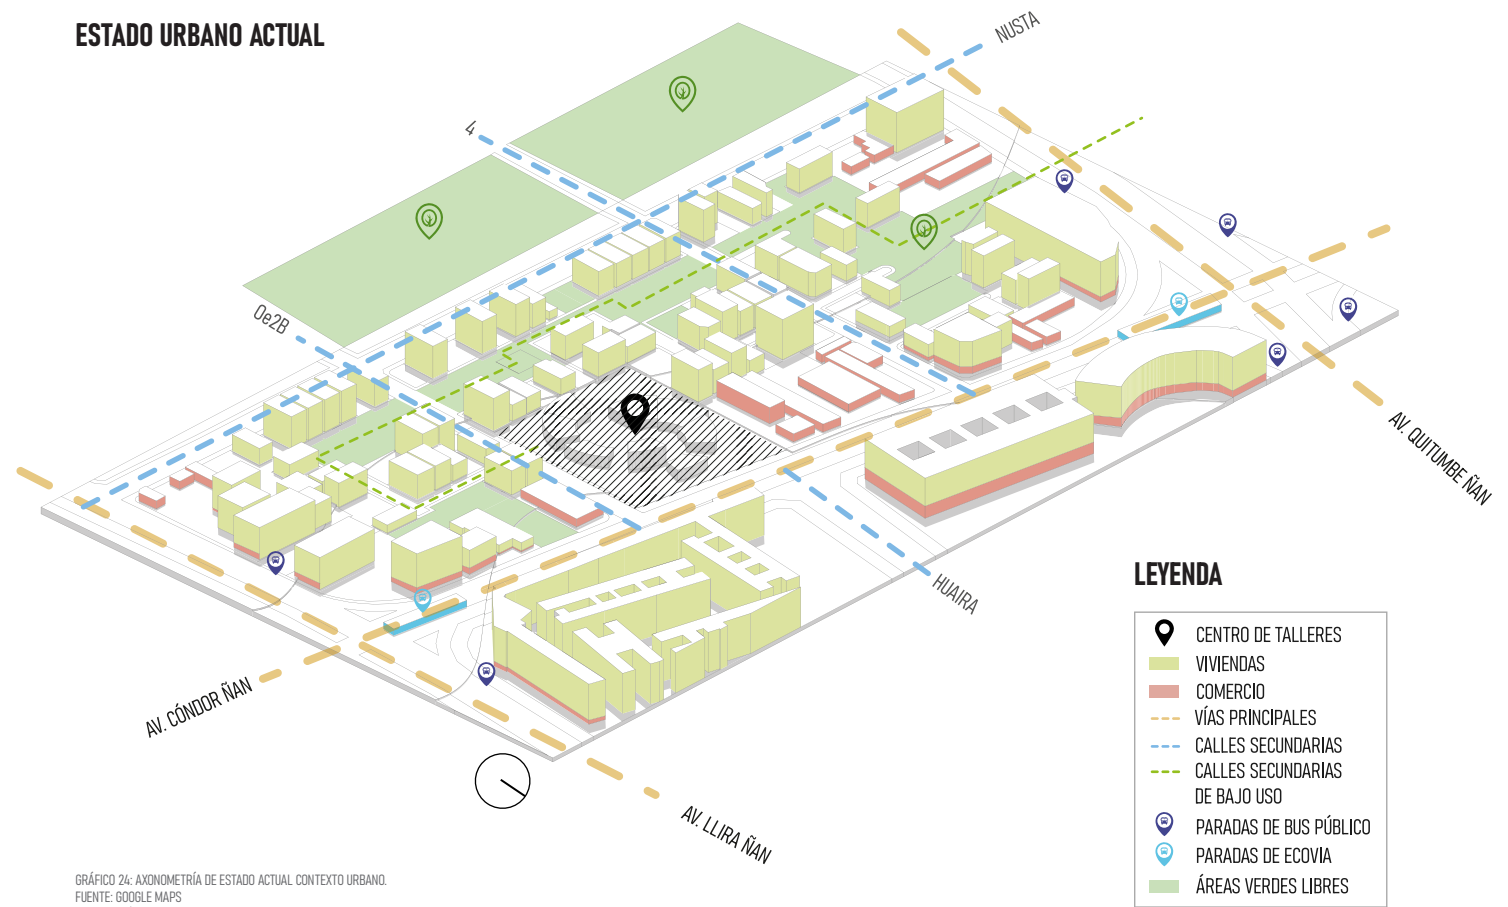 ESTADO URBANO ACTUAL
NUSTA
4
Oe2B
AV. QUITUMBE ÑAN
HUAIRA
AV. CÓNDOR ÑAN
AV. LLIRA ÑAN
LEYENDA
CENTRO DE TALLERES
VIVIENDAS
COMERCIO
VÍAS PRINCIPALES
CALLES SECUNDARIAS
CALLES SECUNDARIAS
DE BAJO USO
PARADAS DE BUS PÚBLICO
PARADAS DE ECOVIA
ÁREAS VERDES LIBRES
GRÁFICO 24: AXONOMETRÍA DE ESTADO ACTUAL CONTEXTO URBANO.
FUENTE: GOOGLE MAPS